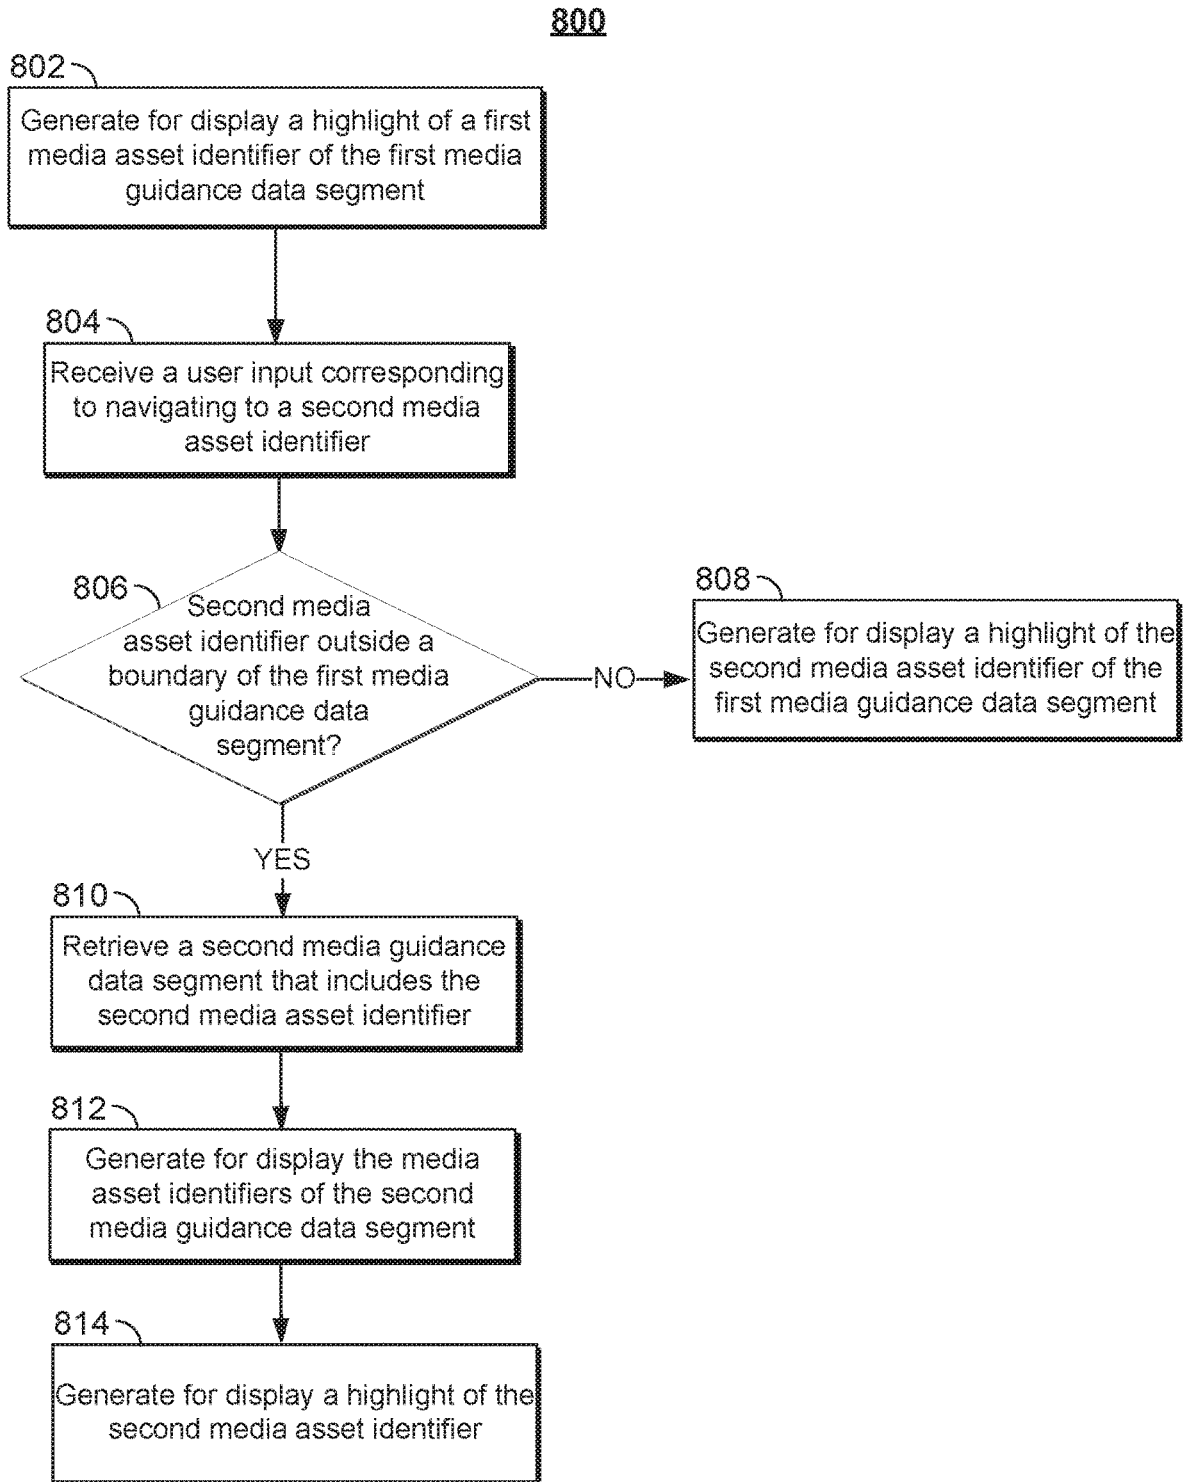 800
802
Generate for display a highlight of a first
media asset identifier of the first media
guidance data segment
804
Receive a user input corresponding
to navigating to a second media
asset identifier
806
Second media
asset identifier outside a
boundary of the first media
guidance data
segment?
NO
808
Generate for display a highlight of the
second media asset identifier of the
first media guidance data segment
YES
810
Retrieve a second media guidance
data segment that includes the
second media asset identifier
812
Generate for display the media
asset identifiers of the second
media guidance data segment
814
Generate for display a highlight of the
second media asset identifier